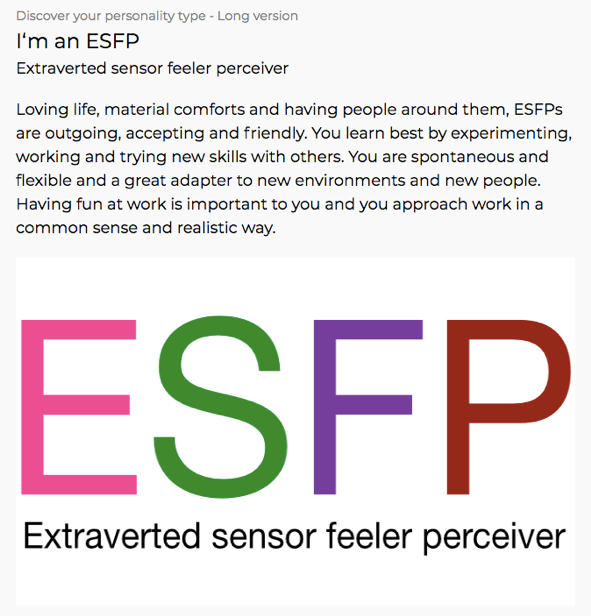 Discover your personality type - Long version
I‘m an ESFP
Extraverted sensor feeler perceiver
Loving life, material comforts and having people around them, ESFPs
are outgoing, accepting and friendly. You learn best by experimenting,
working and trying new skills with others. You are spontaneous and
flexible and a great adapter to new environments and new people.
Having fun at work is important to you and you approach work in a
common sense and realistic way.
ESFP
Extraverted sensor feeler perceiver